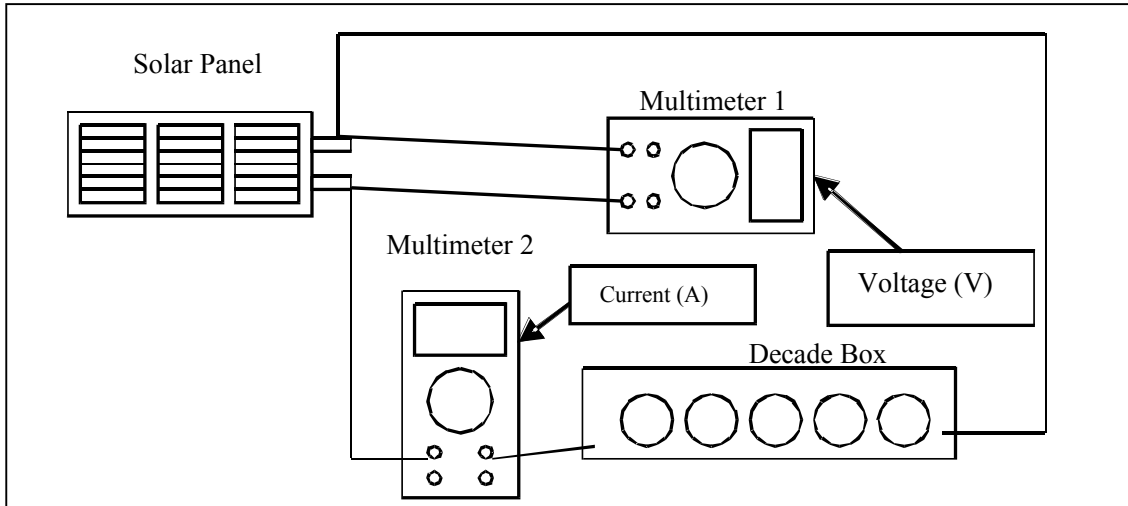 Solar Panel
Multimeter 1
Multimeter 2
Current (A)
Voltage (V)
Decade Box